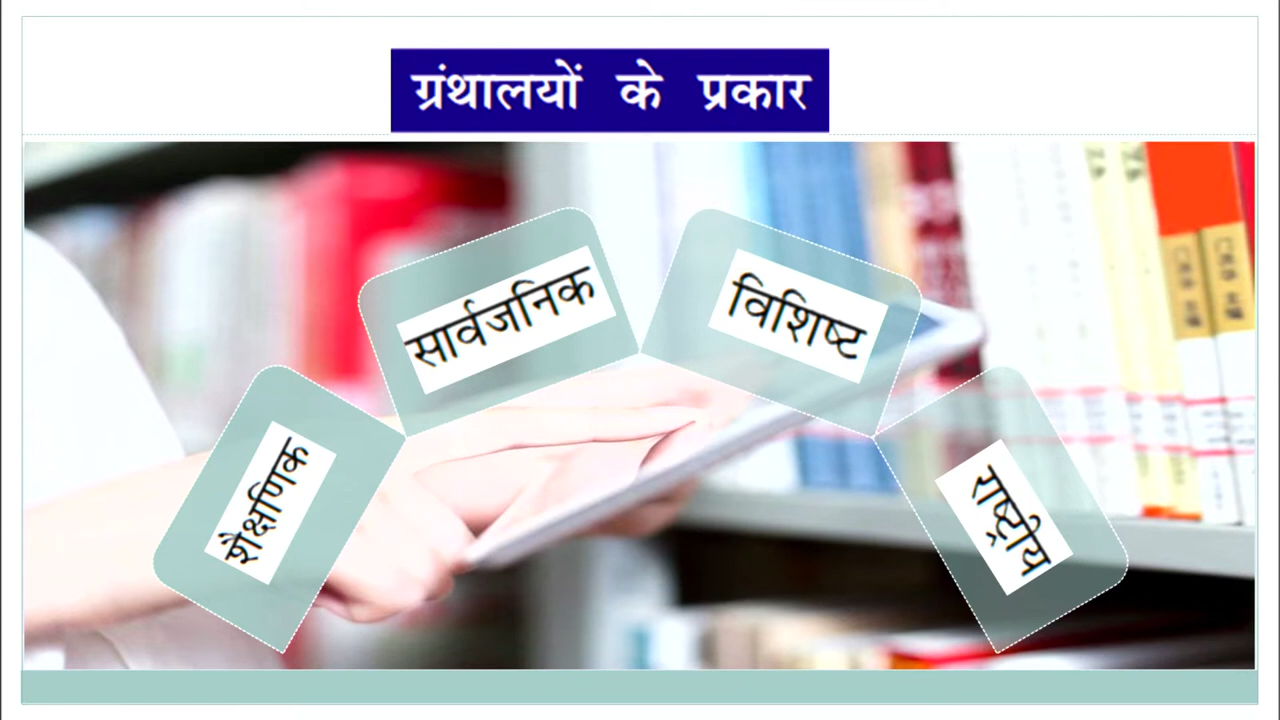 ग्रंथालयों के प्रकार
शैक्षणिक
सार्वजनिक
विशिष्ट
राष्ट्रीय